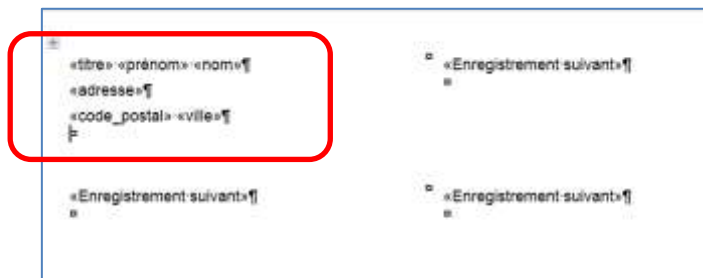 «titre»·«prénom»·«nom»¶
«adresse»¶
«code_postal»·«ville»¶
«Enregistrement·suivant»¶
«Enregistrement·suivant»¶
«Enregistrement·suivant»¶